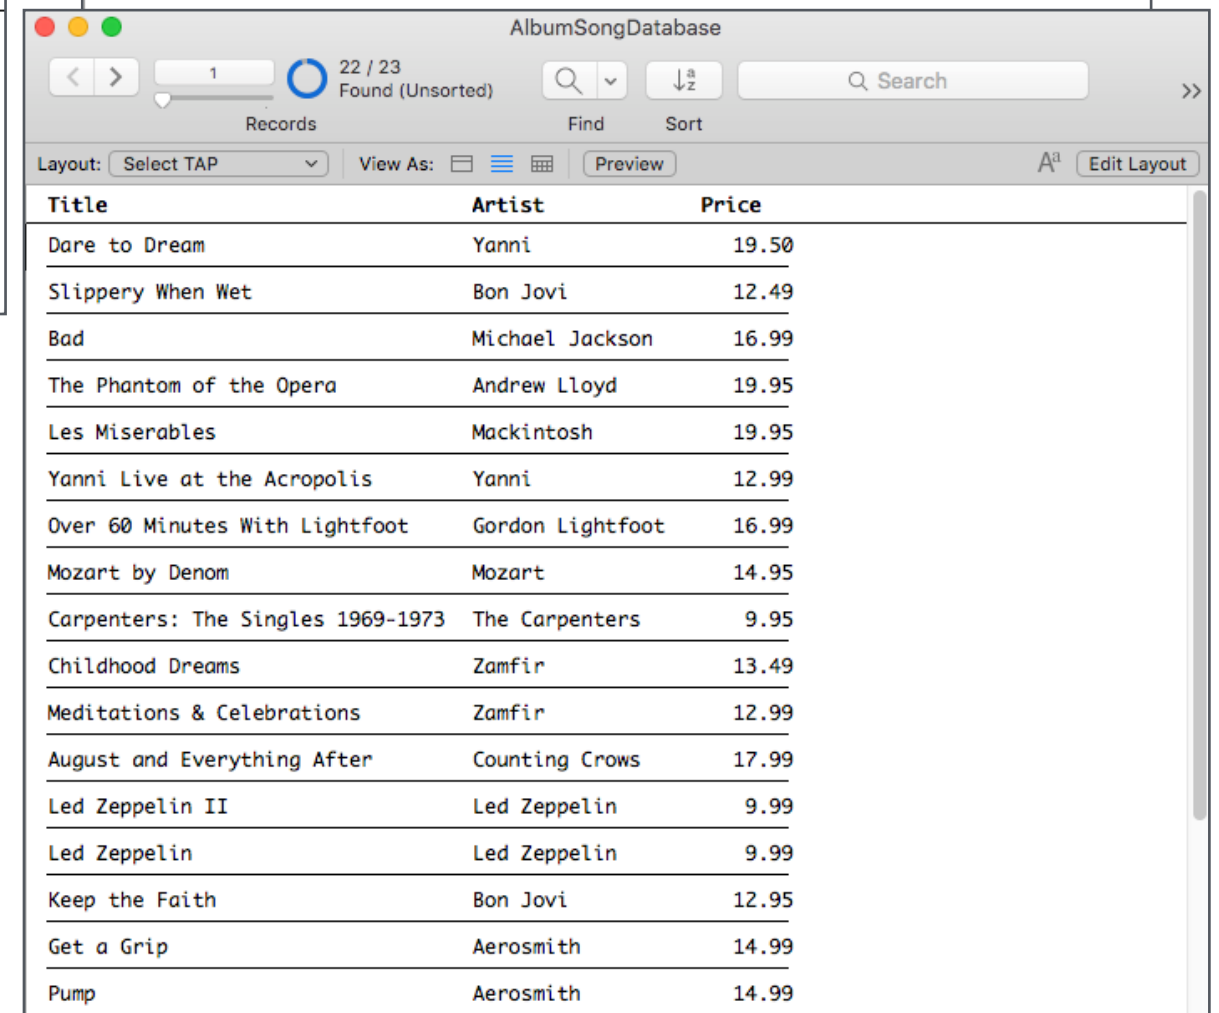 AlbumSongDatabase
1
22 / 23
Found (Unsorted)
Search
Records
Find
Sort
Layout: Select TAP View As: Preview Aa Edit Layout
Title Artist Price
Dare to Dream Yanni 19.50
Slippery When Wet Bon Jovi 12.49
Bad Michael Jackson 16.99
The Phantom of the Opera Andrew Lloyd 19.95
Les Miserables Mackintosh 19.95
Yanni Live at the Acropolis Yanni 12.99
Over 60 Minutes With Lightfoot Gordon Lightfoot 16.99
Mozart by Denom Mozart 14.95
Carpenters: The Singles 1969-1973 The Carpenters 9.95
Childhood Dreams Zamfir 13.49
Meditations & Celebrations Zamfir 12.99
August and Everything After Counting Crows 17.99
Led Zeppelin II Led Zeppelin 9.99
Led Zeppelin Led Zeppelin 9.99
Keep the Faith Bon Jovi 12.95
Get a Grip Aerosmith 14.99
Pump Aerosmith 14.99